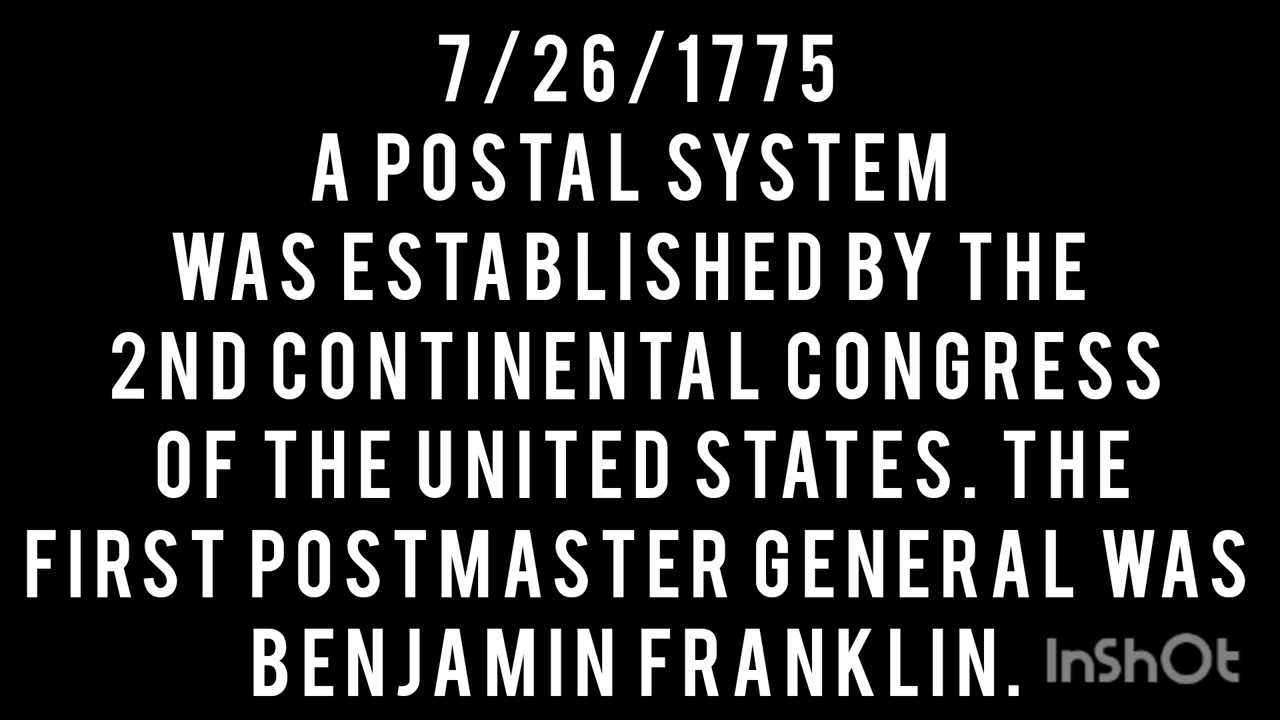 7/26/1775
A POSTAL SYSTEM
WAS ESTABLISHED BY THE
2ND CONTINENTAL CONGRESS
OF THE UNITED STATES. THE
FIRST POSTMASTER GENERAL WAS
BENJAMIN FRANKLIN.
InShOt